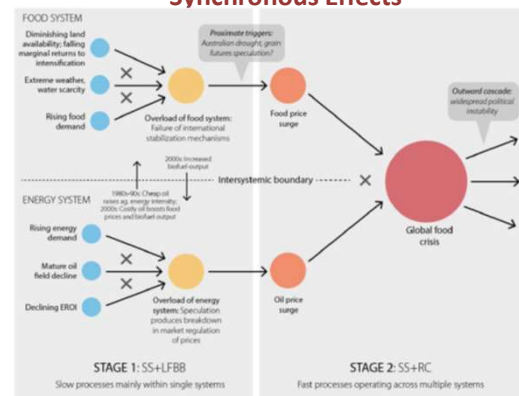 Synchronous Effects
FOOD SYSTEM
Diminishing land
availability; falling
marginal returns to
intensification
Extreme weather,
water scarcity
Rising food
demand
Overload of food system:
Failure of international
stabilization mechanisms
Proximate triggers:
Australian drought, grain
futures speculation?
Food price
surge
Outward cascade:
widespread political
instability
Global food
crisis
2000s: Increased
biofuel output
Intersystemic boundary
1980s–90s: Cheap oil
raises ag. energy intensity;
2000s: Costly oil boosts food
prices and biofuel output
ENERGY SYSTEM
Rising energy
demand
Mature oil
field decline
Declining EROI
Overload of energy
system: Speculation
produces breakdown
in market regulation
of prices
Oil price
surge
STAGE 1: SS+LFBB
Slow processes mainly within single systems
STAGE 2: SS+RC
Fast processes operating across multiple systems